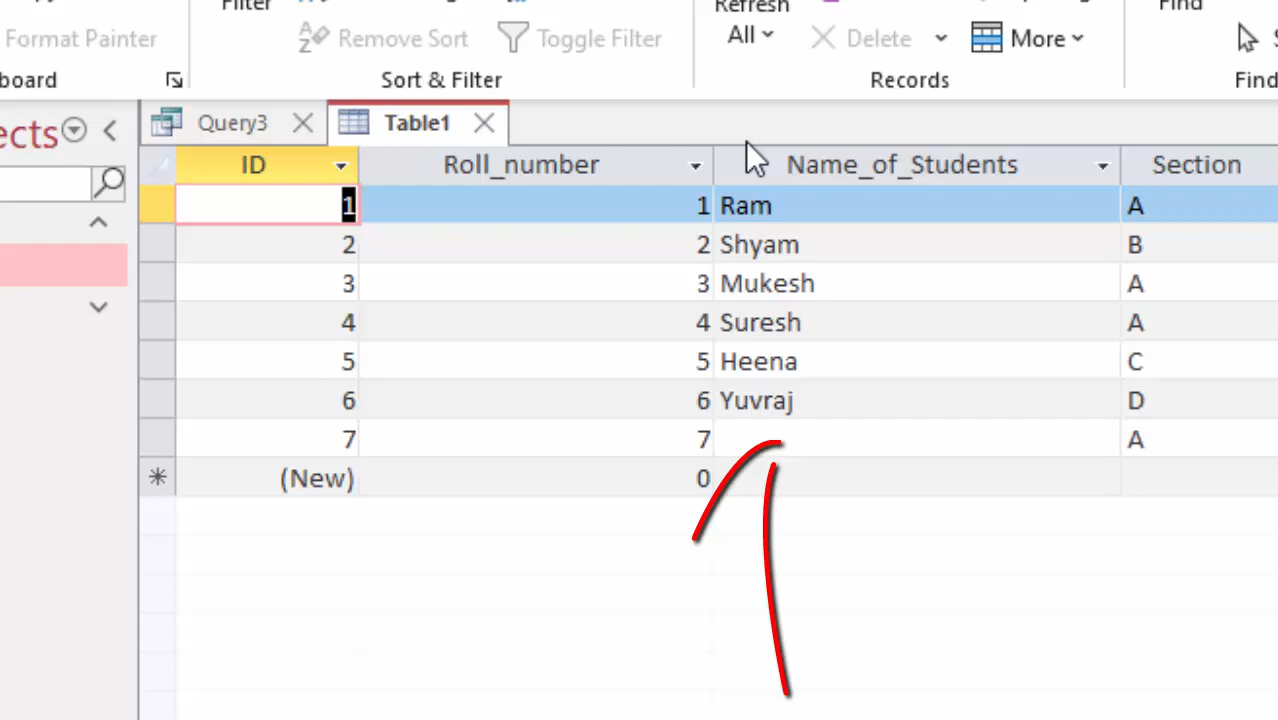 Format Painter
Remove Sort
Toggle Filter
Refresh
All
Delete
More
board
Sort & Filter
Records
Find
Query3
Table1
ects
ID Roll_number Name_of_Students Section
1 1 Ram A
2 2 Shyam B
3 3 Mukesh A
4 4 Suresh A
5 5 Heena C
6 6 Yuvraj D
7 7 A
* (New) 0